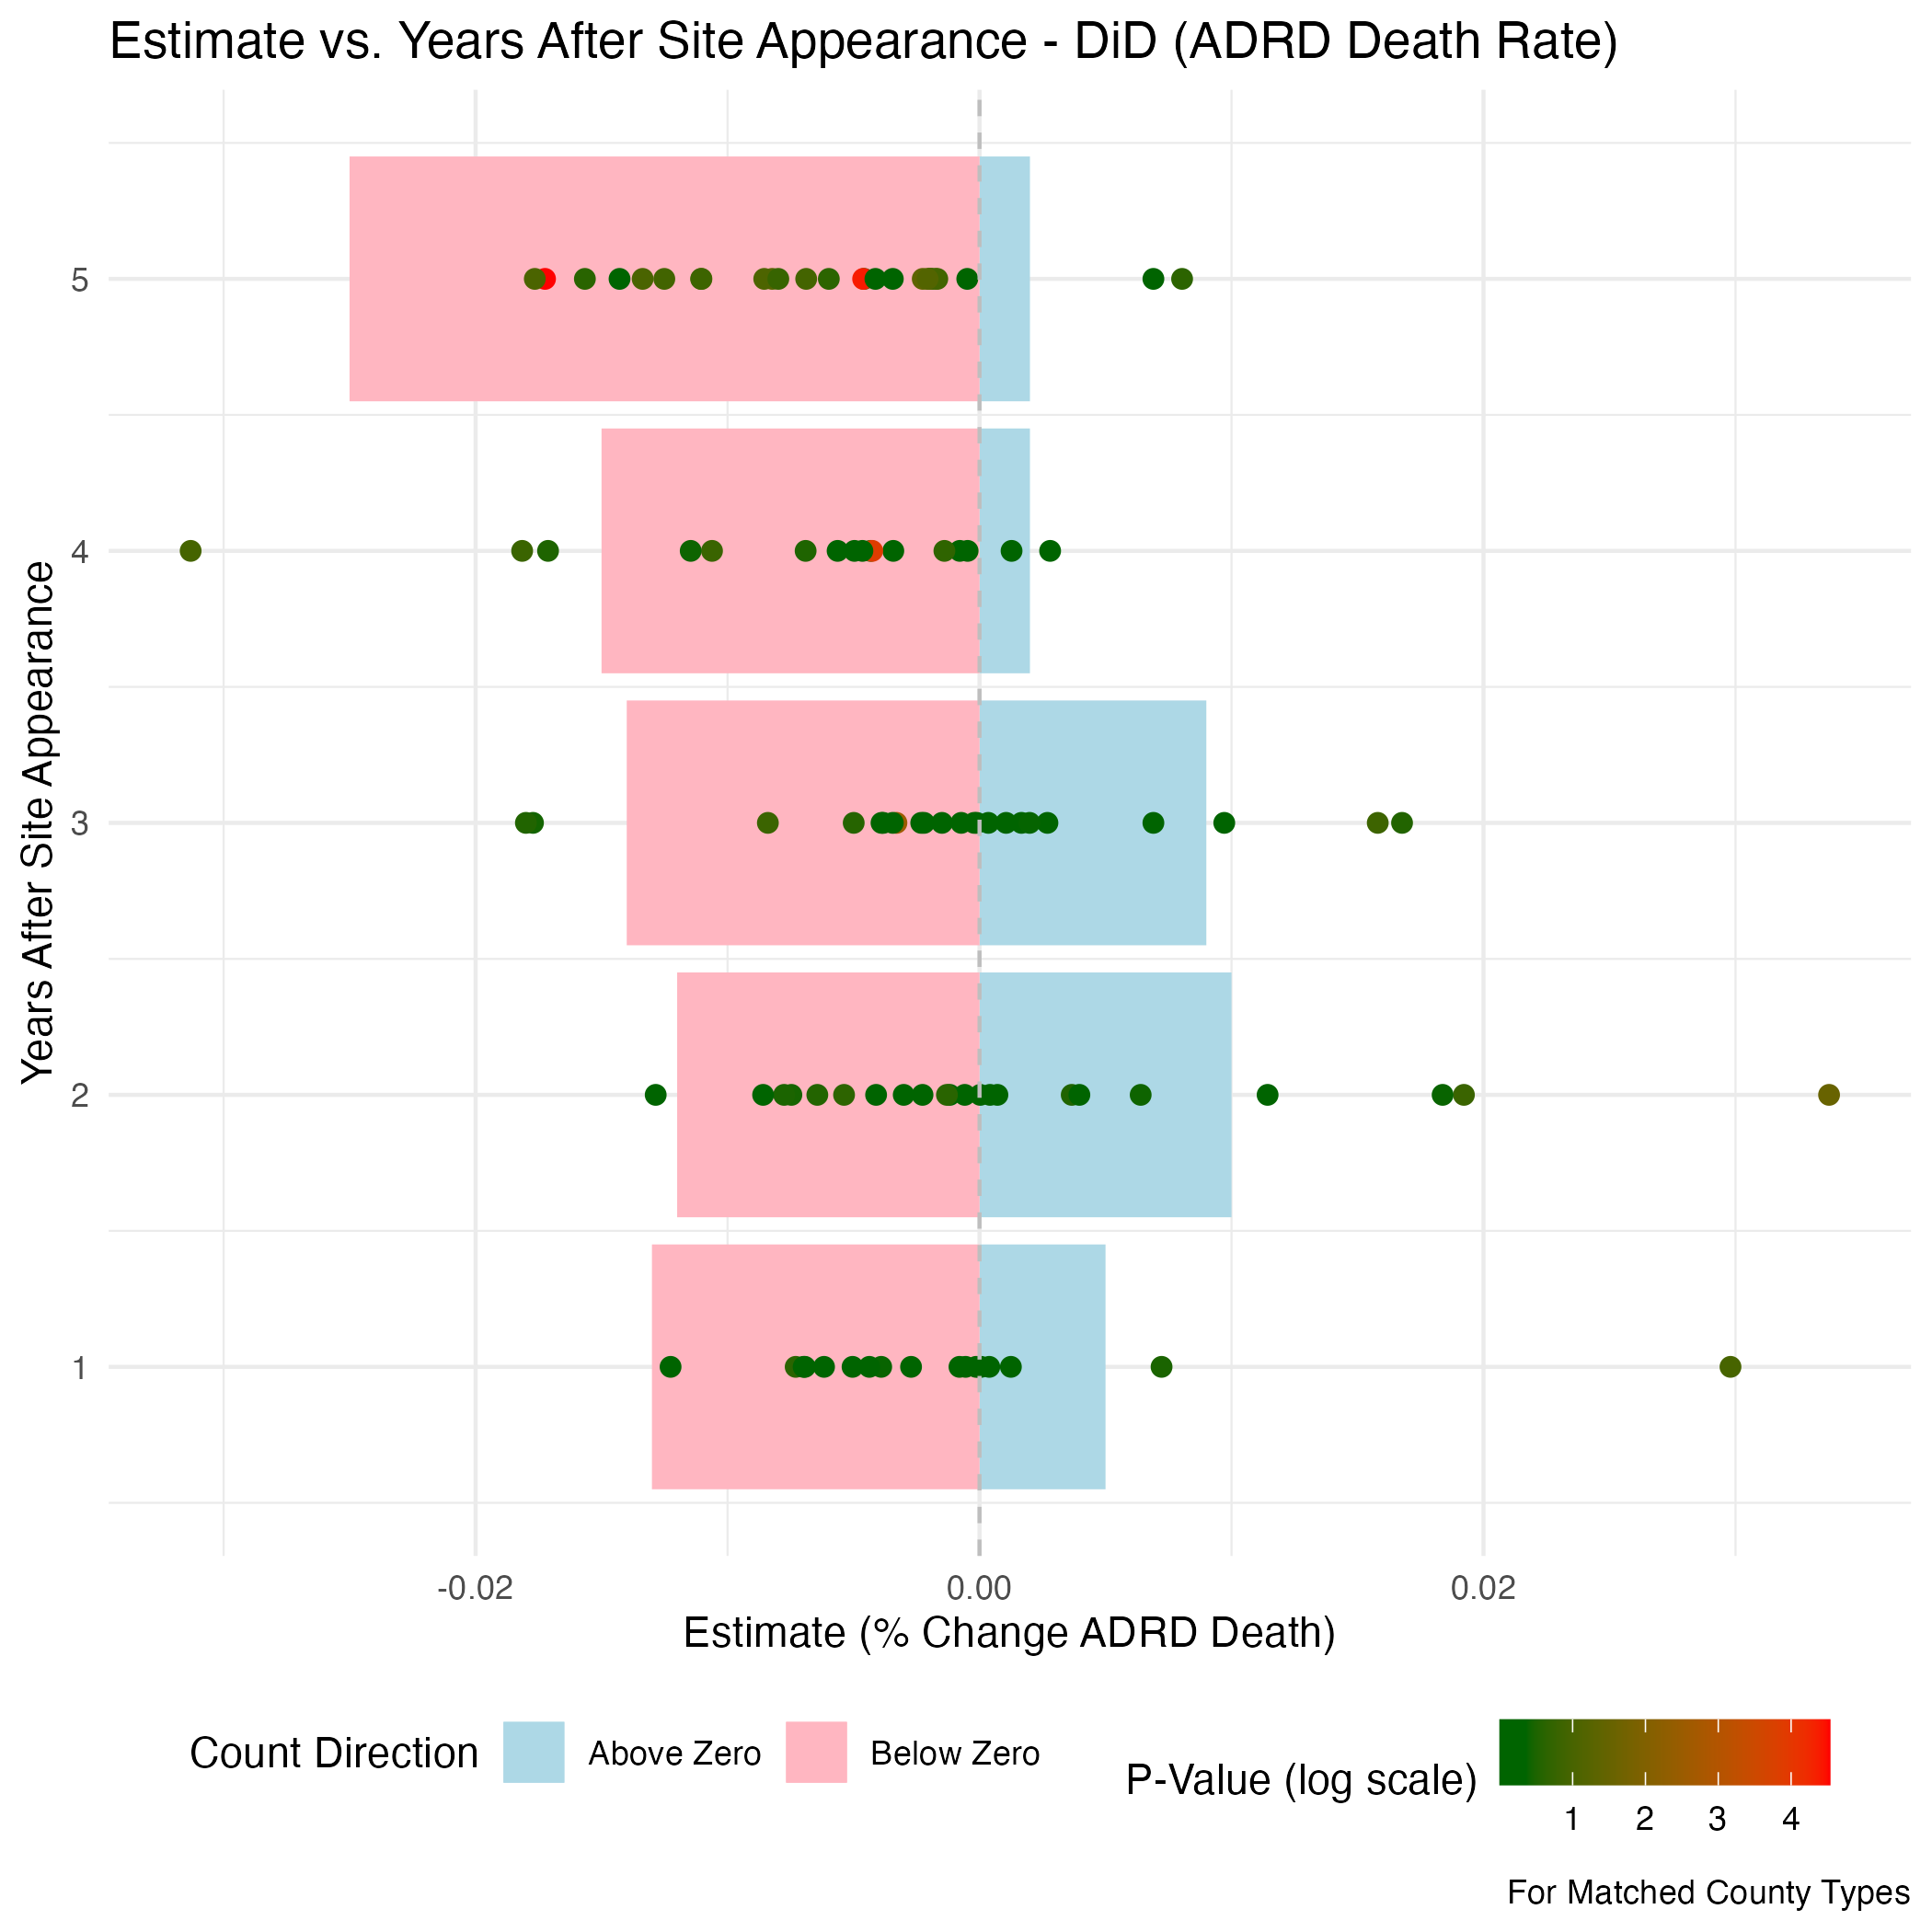 Estimate vs. Years After Site Appearance - DiD (ADRD Death Rate)
Years After Site Appearance
5
4
3
2
1
-0.02 0.00 0.02
Estimate (% Change ADRD Death)
Count Direction Above Zero Below Zero
P-Value (log scale)
1 2 3 4
For Matched County Types